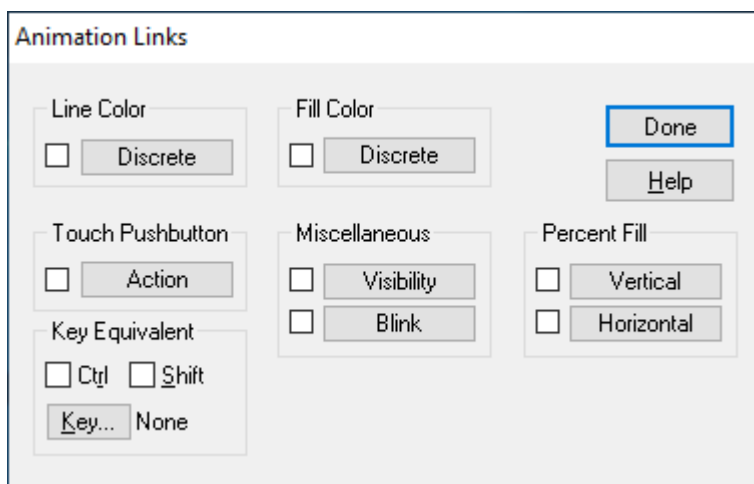 Animation Links
Line Color
Discrete
Fill Color
Discrete
Done
Help
Touch Pushbutton
Action
Miscellaneous
Visibility
Blink
Percent Fill
Vertical
Horizontal
Key Equivalent
Ctrl Shift
Key... None